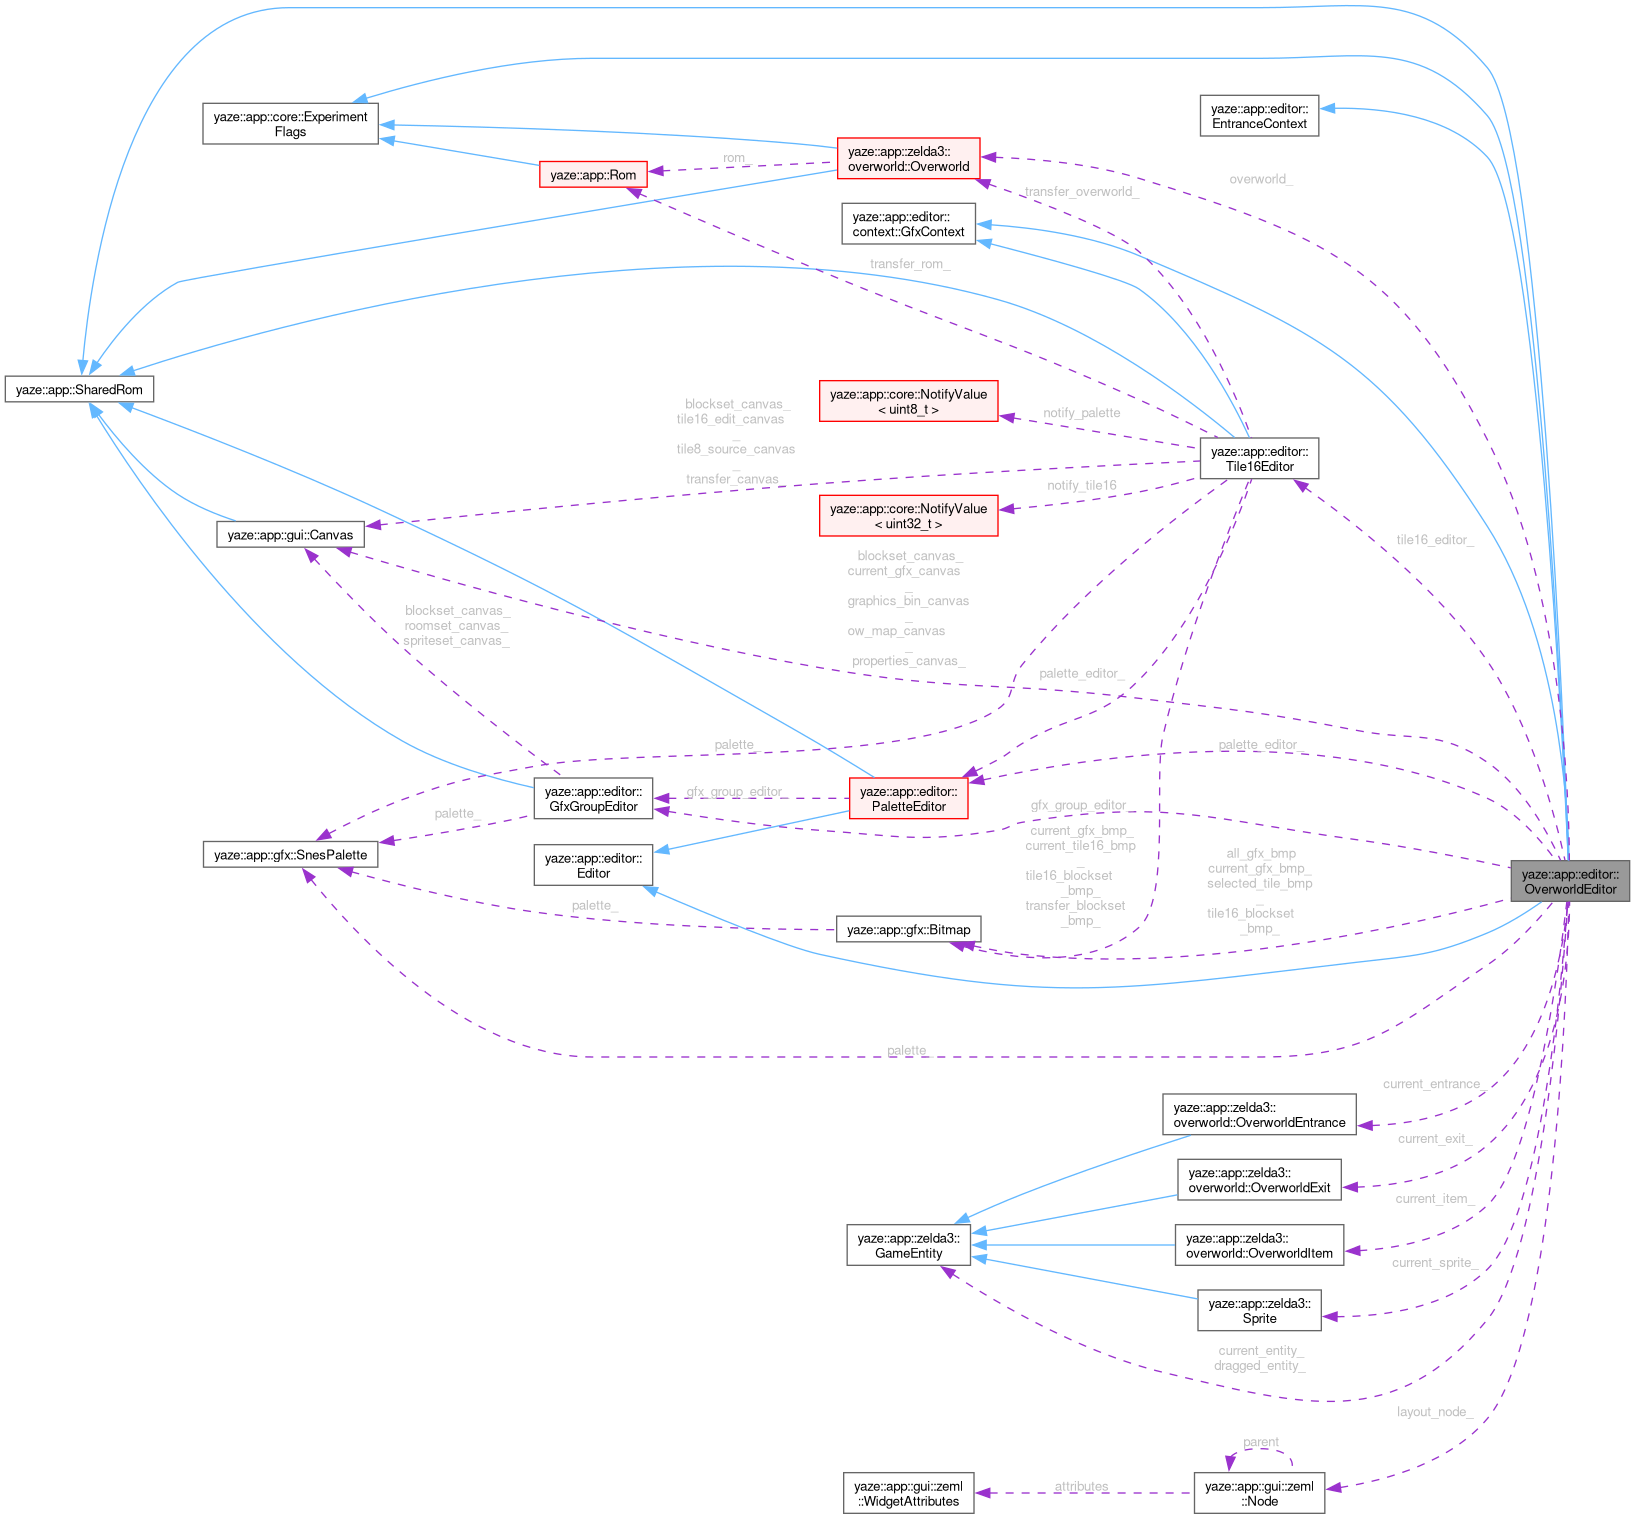 yaze::app::core::Experiment
Flags
yaze::app::editor::
EntranceContext
yaze::app::zelda3::
overworld::Overworld
rom_
yaze::app::Rom
overworld_
transfer_overworld_
yaze::app::editor::
context::GfxContext
transfer_rom_
yaze::app::SharedRom
yaze::app::core::NotifyValue
< uint8_t >
notify_palette
blockset_canvas_
tile16_edit_canvas
_
tile8_source_canvas
_
transfer_canvas_
yaze::app::editor::
Tile16Editor
notify_tile16
yaze::app::core::NotifyValue
< uint32_t >
yaze::app::gui::Canvas
tile16_editor_
blockset_canvas_
current_gfx_canvas
_
graphics_bin_canvas
_
ow_map_canvas
_
properties_canvas_
blockset_canvas_
roomset_canvas_
spriteset_canvas_
palette_editor_
palette_
palette_editor_
yaze::app::editor::
GfxGroupEditor
gfx_group_editor_
yaze::app::editor::
PaletteEditor
gfx_group_editor_
palette_
current_gfx_bmp_
current_tile16_bmp
_
tile16_blockset
_bmp_
transfer_blockset
_bmp_
all_gfx_bmp
current_gfx_bmp_
selected_tile_bmp
_
tile16_blockset
_bmp_
yaze::app::gfx::SnesPalette
yaze::app::editor::
Editor
yaze::app::editor::
OverworldEditor
palette_
yaze::app::gfx::Bitmap
palette_
current_entrance_
yaze::app::zelda3::
overworld::OverworldEntrance
current_exit_
yaze::app::zelda3::
overworld::OverworldExit
current_item_
yaze::app::zelda3::
GameEntity
yaze::app::zelda3::
overworld::OverworldItem
current_sprite_
yaze::app::zelda3::
Sprite
current_entity_
dragged_entity_
layout_node_
parent
yaze::app::gui::zeml
::WidgetAttributes
attributes
yaze::app::gui::zeml
::Node